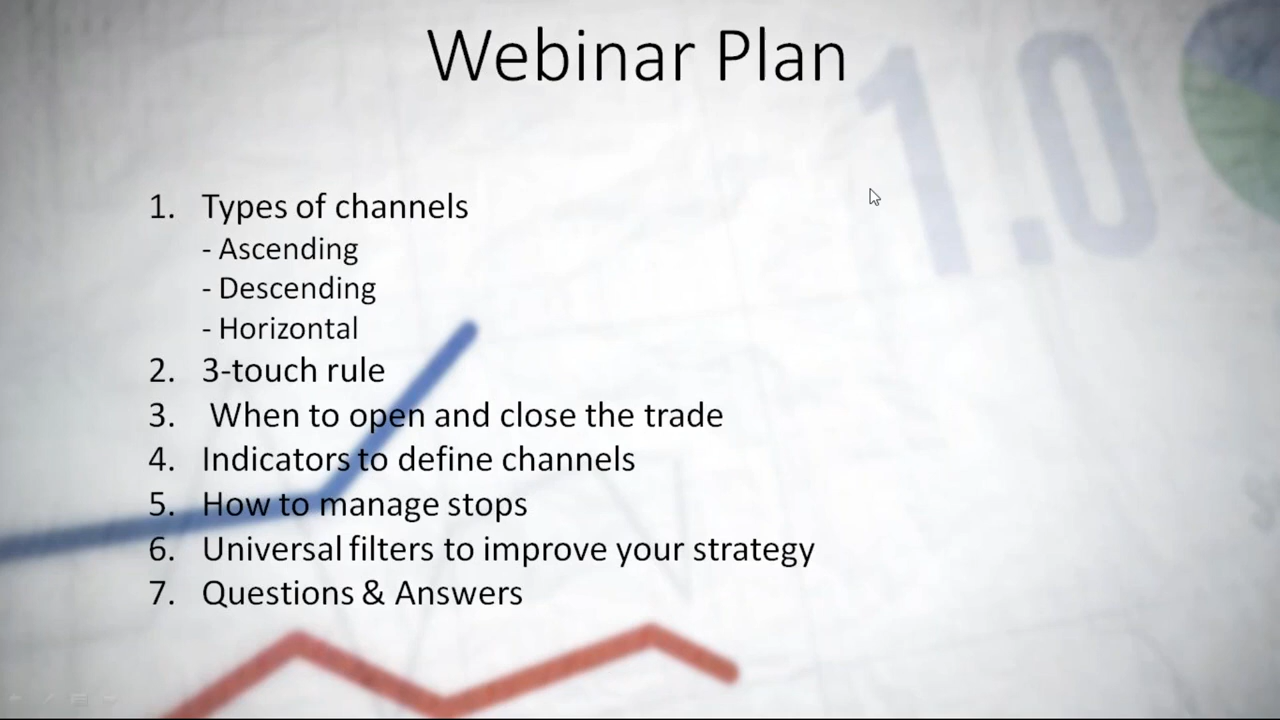 Webinar Plan
1.0
1. Types of channels
- Ascending
- Descending
- Horizontal
2. 3-touch rule
3. When to open and close the trade
4. Indicators to define channels
5. How to manage stops
6. Universal filters to improve your strategy
7. Questions & Answers